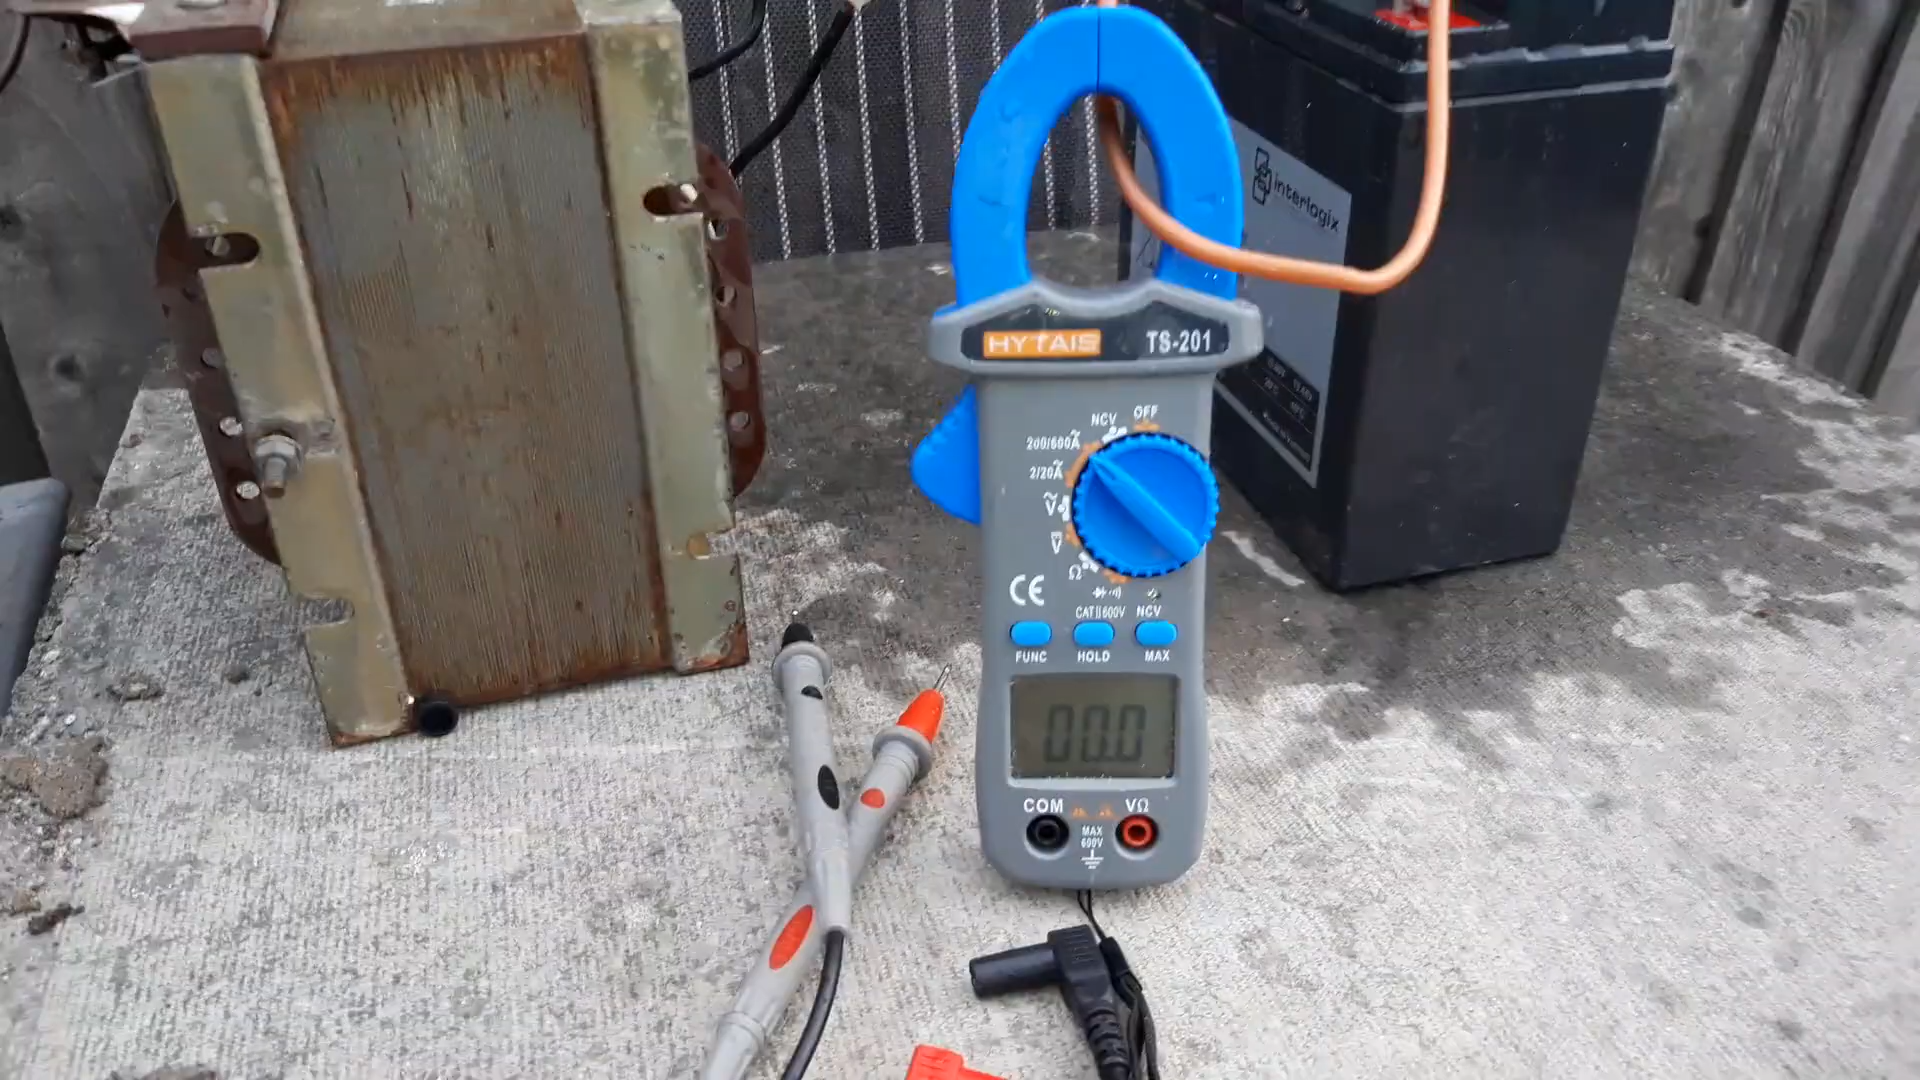 interlogix
HYTAIS TS-201
NCV OFF
200/600A
2/20A
V
V
Ω
CE
CAT II 600V NCV
FUNC HOLD MAX
00.0
COM VΩ
MAX
600V